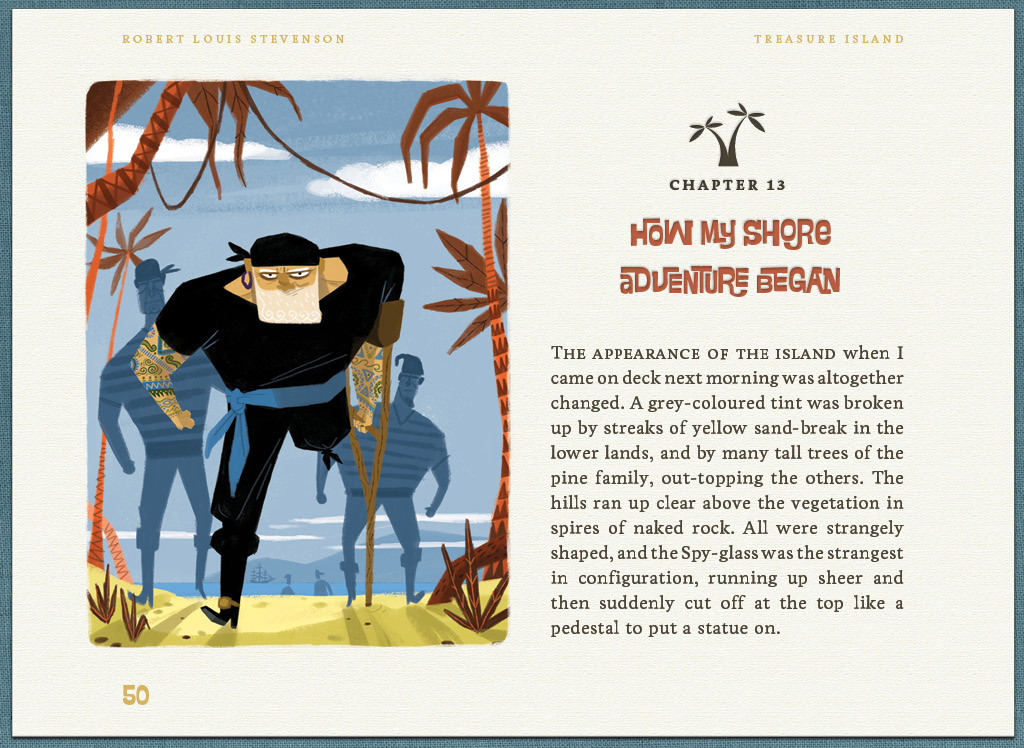 ROBERT LOUIS STEVENSON
TREASURE ISLAND
CHAPTER 13
HOW MY SHORE
ADVENTURE BEGAN
THE APPEARANCE OF THE ISLAND when I
came on deck next morning was altogether
changed. A grey-coloured tint was broken
up by streaks of yellow sand-break in the
lower lands, and by many tall trees of the
pine family, out-topping the others. The
hills ran up clear above the vegetation in
spires of naked rock. All were strangely
shaped, and the Spy-glass was the strangest
in configuration, running up sheer and
then suddenly cut off at the top like a
pedestal to put a statue on.
50